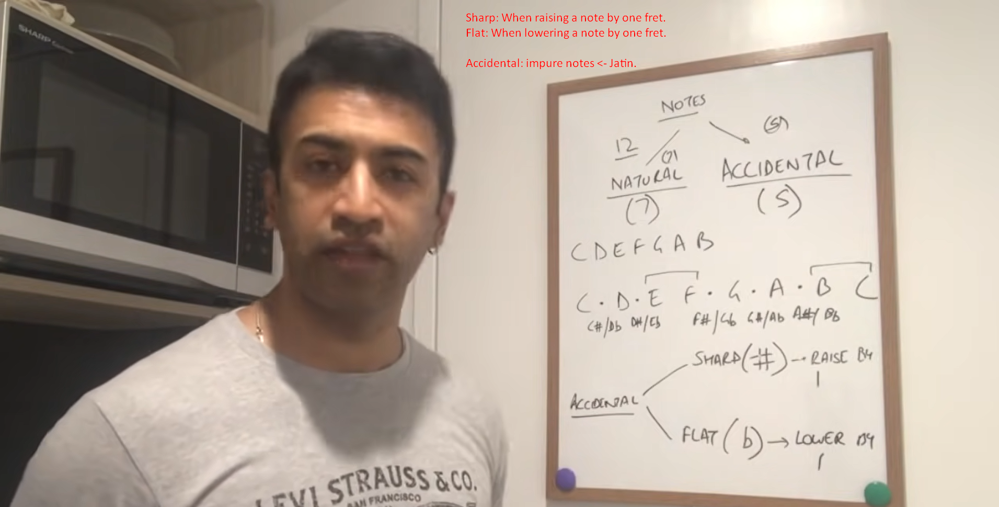 Sharp: When raising a note by one fret.
Flat: When lowering a note by one fret.
Accidental: impure notes <- Jatin.
SHARP
NOTES
(5)
12
(7)
NATURAL
ACCIDENTAL
(7)
(5)
C D E F G A B
C · D · E F · G · A · B C
C#/Db D#/Eb F#/Gb G#/Ab A#/Bb
SHARP (#) → RAISE BY
1
ACCIDENTAL
FLAT (b) → LOWER BY
1
LEVI STRAUSS & CO.
SAN FRANCISCO